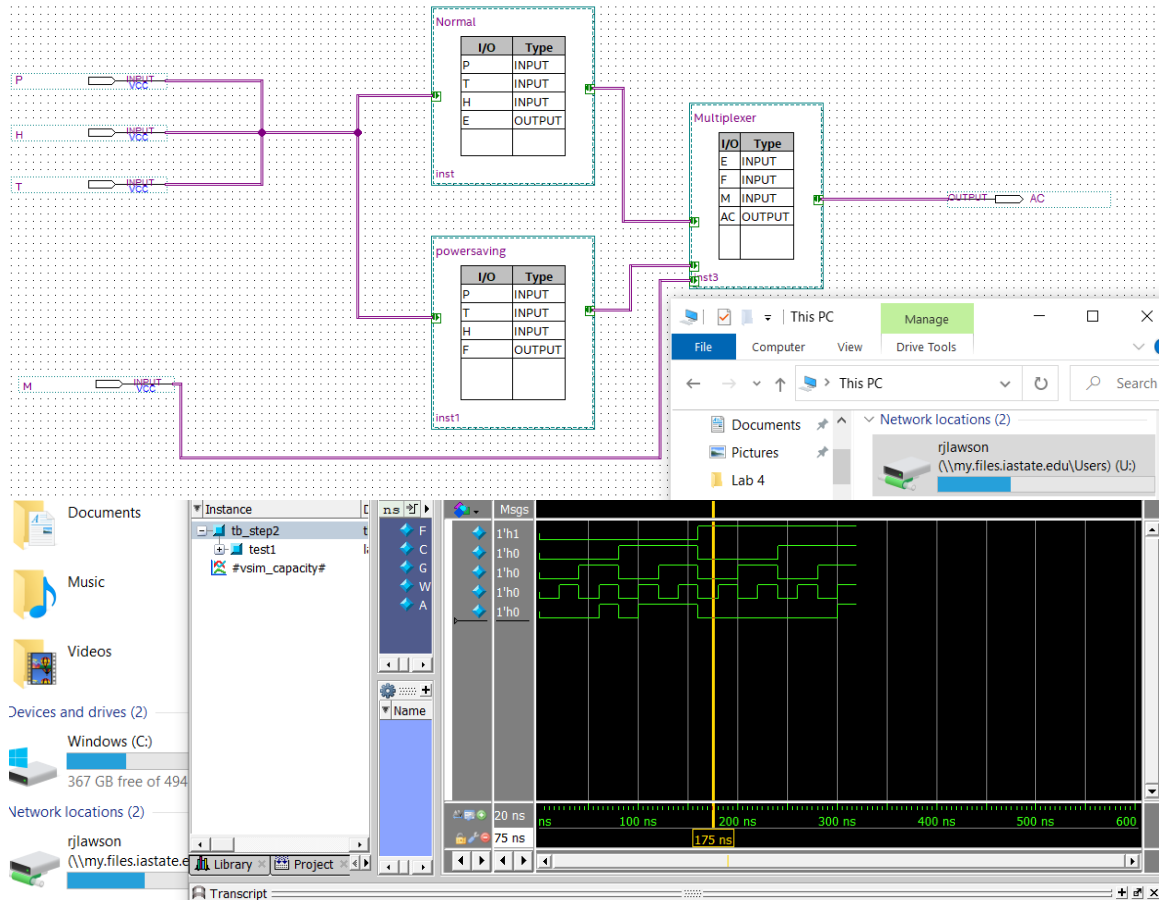 Normal
I/O Type
P INPUT
T INPUT
H INPUT
E OUTPUT
inst
P INPUT
VCC
H INPUT
VCC
T INPUT
VCC
Multiplexer
I/O Type
E INPUT
F INPUT
M INPUT
AC OUTPUT
inst3
OUTPUT AC
powersaving
I/O Type
P INPUT
T INPUT
H INPUT
F OUTPUT
inst1
M INPUT
VCC
This PC
Manage
File Computer View Drive Tools
This PC
Search
Documents
Pictures
Lab 4
Network locations (2)
rjlawson
(\\my.files.iastate.edu\Users) (U:)
Documents
Music
Videos
Devices and drives (2)
Windows (C:)
367 GB free of 494
Network locations (2)
rjlawson
(\\my.files.iastate.e
Instance
tb_step2
test1
#vsim_capacity#
Library Project
Transcript
ns
F
C
G
W
A
Name
Msgs
1'h1
1'h0
1'h0
1'h0
1'h0
20 ns
ns 100 ns 200 ns 300 ns 400 ns 500 ns 600
75 ns
175 ns